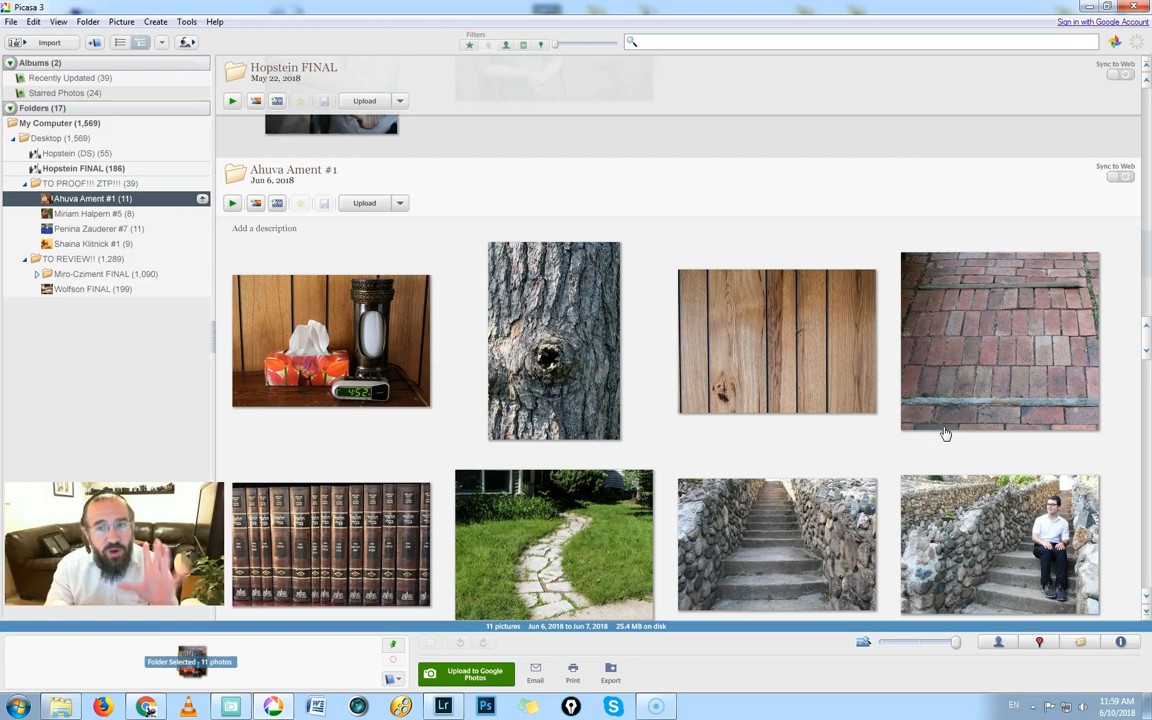 Picasa 3
File Edit View Folder Picture Create Tools Help
Sign in with Google Account
Import
Filters
Albums (2)
Recently Updated (39)
Starred Photos (24)
Folders (17)
My Computer (1,569)
Desktop (1,569)
Hopstein (DS) (55)
Hopstein FINAL (186)
TO PROOF!!! ZTP!!! (39)
Ahuva Ament #1 (11)
Miriam Halpern #5 (8)
Penina Zauderer #7 (11)
Shaina Klitnick #1 (9)
TO REVIEW!! (1,289)
Miro-Cziment FINAL (1,090)
Wolfson FINAL (199)
Hopstein FINAL
May 22, 2018
Sync to Web
Upload
Ahuva Ament #1
Jun 6, 2018
Sync to Web
Upload
Add a description
4:52
11 pictures Jun 6, 2018 to Jun 7, 2018 25.4 MB on disk
Folder Selected - 11 photos
Upload to Google Photos
Email Print Export
W Lr Ps S
EN
11:59 AM
6/10/2018